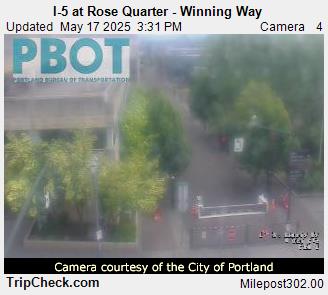 I-5 at Rose Quarter - Winning Way
Updated May 17 2025 3:31 PM Camera 4
PBOT
PORTLAND BUREAU OF TRANSPORTATION
Camera courtesy of the City of Portland
TripCheck.com Milepost302.00